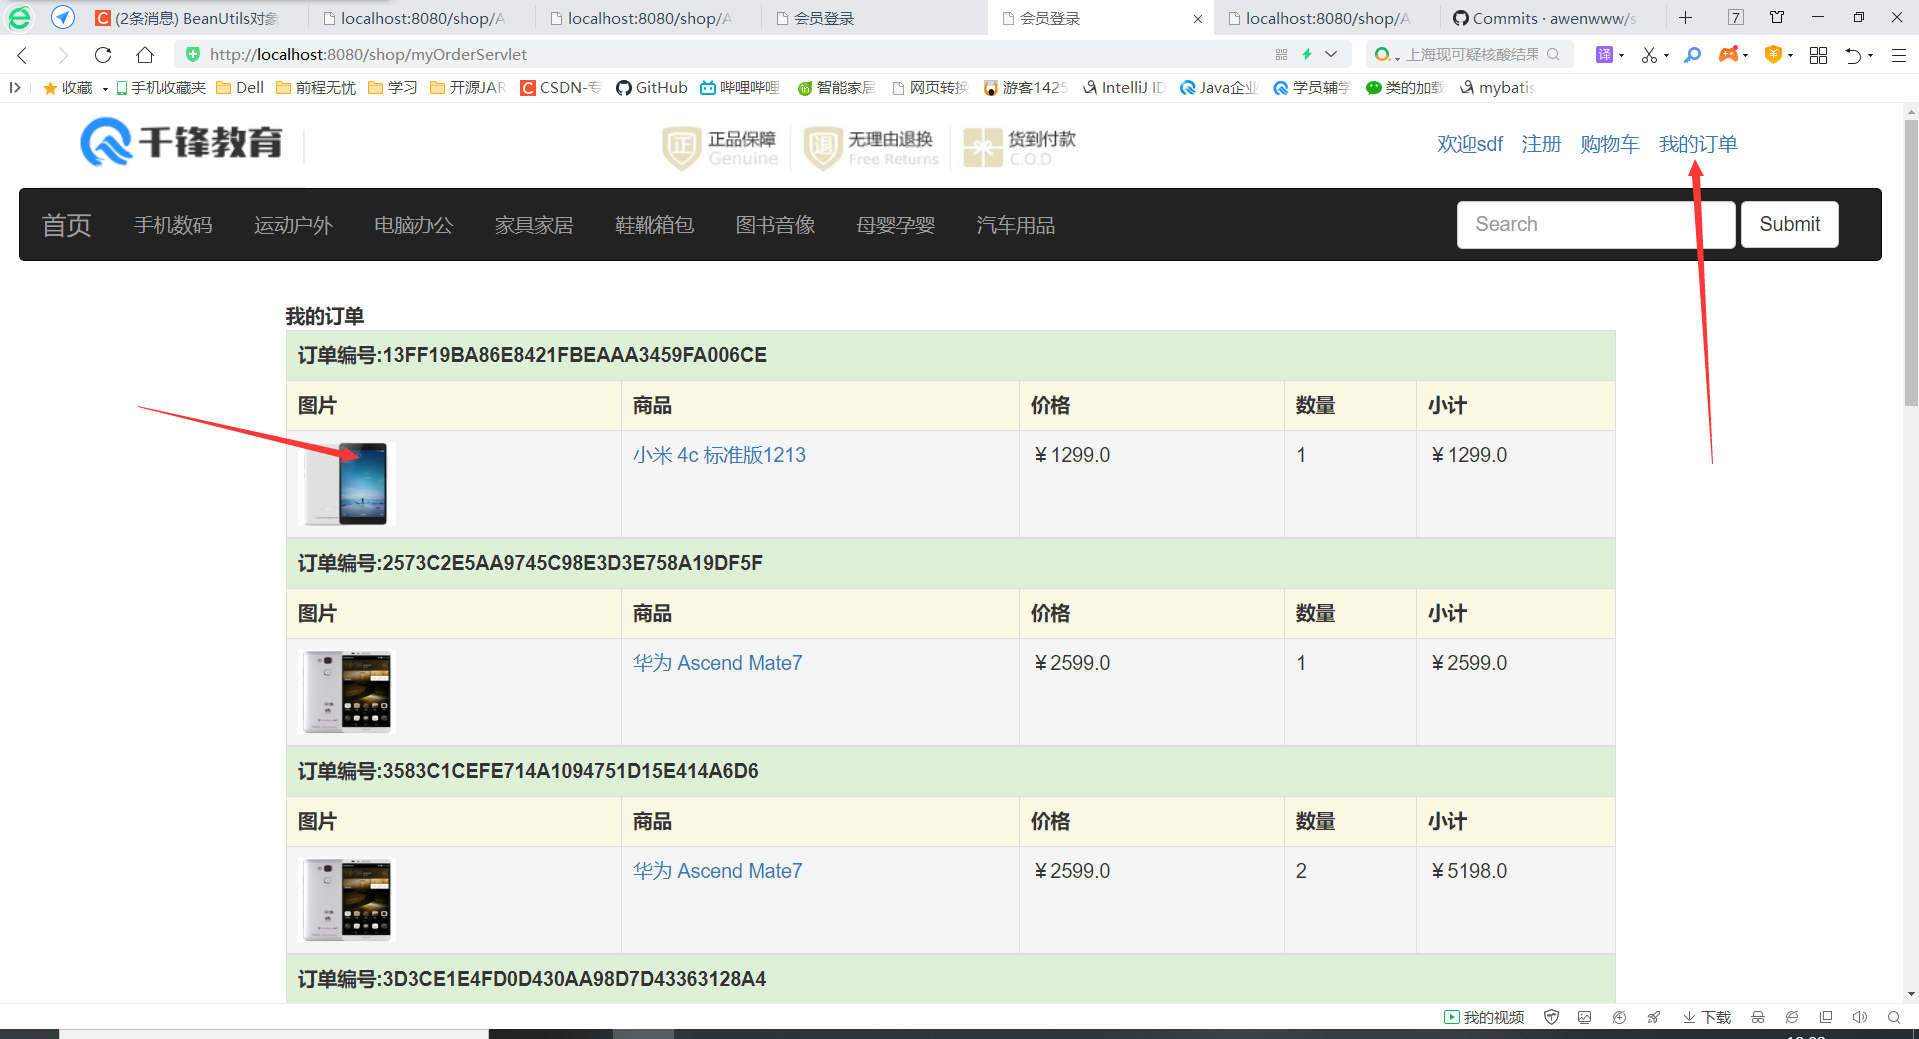 (2条消息) BeanUtils对象
localhost:8080/shop/A
localhost:8080/shop/A
会员登录
会员登录
localhost:8080/shop/A
Commits · awenwww/s
7
http://localhost:8080/shop/myOrderServlet
上海现可疑核酸结果
译
收藏
手机收藏夹
Dell
前程无忧
学习
开源JAR
CSDN-专
GitHub
哔哩哔哩
智能家居
网页转换
游客1425
IntelliJ ID
Java企业
学员辅学
类的加载
mybatis
千锋教育
正 正品保障
Genuine
退 无理由退换
Free Returns
货到付款
C.O.D
欢迎sdf 注册 购物车 我的订单
首页 手机数码 运动户外 电脑办公 家具家居 鞋靴箱包 图书音像 母婴孕婴 汽车用品 Search Submit
我的订单
订单编号:13FF19BA86E8421FBEAAA3459FA006CE
图片 商品 价格 数量 小计
小米 4c 标准版1213 ￥1299.0 1 ￥1299.0
订单编号:2573C2E5AA9745C98E3D3E758A19DF5F
图片 商品 价格 数量 小计
华为 Ascend Mate7 ￥2599.0 1 ￥2599.0
订单编号:3583C1CEFE714A1094751D15E414A6D6
图片 商品 价格 数量 小计
华为 Ascend Mate7 ￥2599.0 2 ￥5198.0
订单编号:3D3CE1E4FD0D430AA98D7D43363128A4
我的视频
下载